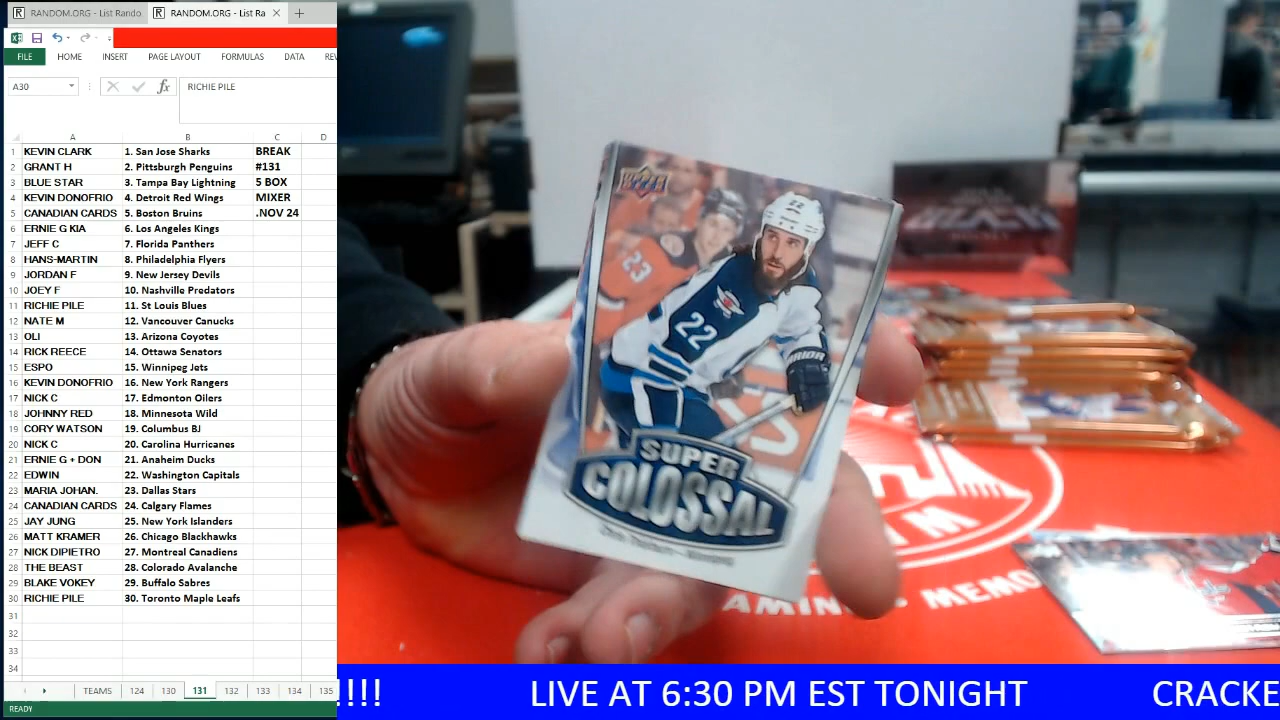 RANDOM.ORG - List Rando
RANDOM.ORG - List Ra
FILE HOME INSERT PAGE LAYOUT FORMULAS DATA REV
A30 fx RICHIE PILE
A B C D
1 KEVIN CLARK 1. San Jose Sharks BREAK
2 GRANT H 2. Pittsburgh Penguins #131
3 BLUE STAR 3. Tampa Bay Lightning 5 BOX
4 KEVIN DONOFRIO 4. Detroit Red Wings MIXER
5 CANADIAN CARDS 5. Boston Bruins .NOV 24
6 ERNIE G KIA 6. Los Angeles Kings
7 JEFF C 7. Florida Panthers
8 HANS-MARTIN 8. Philadelphia Flyers
9 JORDAN F 9. New Jersey Devils
10 JOEY F 10. Nashville Predators
11 RICHIE PILE 11. St Louis Blues
12 NATE M 12. Vancouver Canucks
13 OLI 13. Arizona Coyotes
14 RICK REECE 14. Ottawa Senators
15 ESPO 15. Winnipeg Jets
16 KEVIN DONOFRIO 16. New York Rangers
17 NICK C 17. Edmonton Oilers
18 JOHNNY RED 18. Minnesota Wild
19 CORY WATSON 19. Columbus BJ
20 NICK C 20. Carolina Hurricanes
21 ERNIE G + DON 21. Anaheim Ducks
22 EDWIN 22. Washington Capitals
23 MARIA JOHAN. 23. Dallas Stars
24 CANADIAN CARDS 24. Calgary Flames
25 JAY JUNG 25. New York Islanders
26 MATT KRAMER 26. Chicago Blackhawks
27 NICK DIPIETRO 27. Montreal Canadiens
28 THE BEAST 28. Colorado Avalanche
29 BLAKE VOKEY 29. Buffalo Sabres
30 RICHIE PILE 30. Toronto Maple Leafs
31
32
33
34
TEAMS 124 130 131 132 133 134 135
READY
BLACK
22
23
22
WARRIOR
SUPER
COLOSSAL
!!!! LIVE AT 6:30 PM EST TONIGHT CRACKE